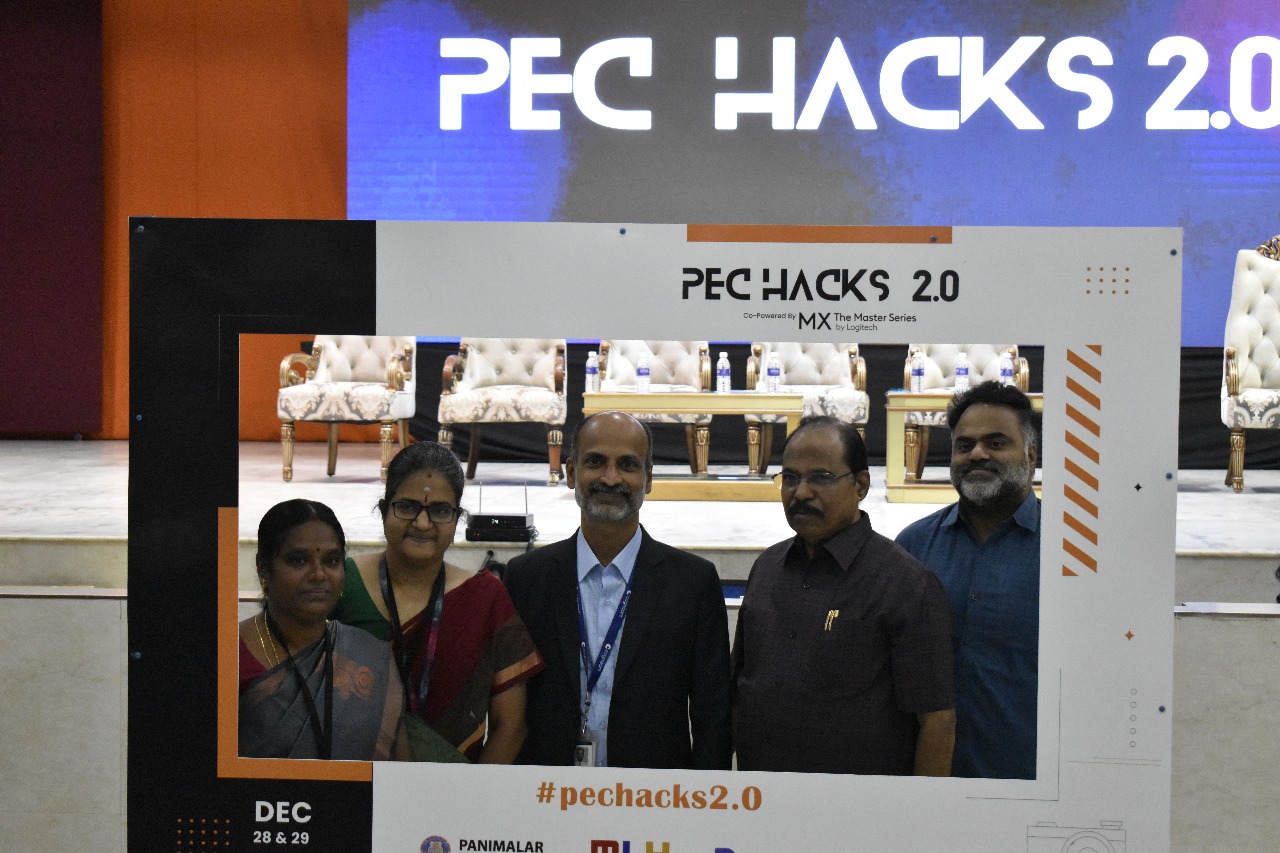 PEC HACKS 2.0
PEC HACKS 2.0
Co-Powered By MX The Master Series
by Logitech
#pechacks2.0
DEC
28 & 29
PANIMALAR